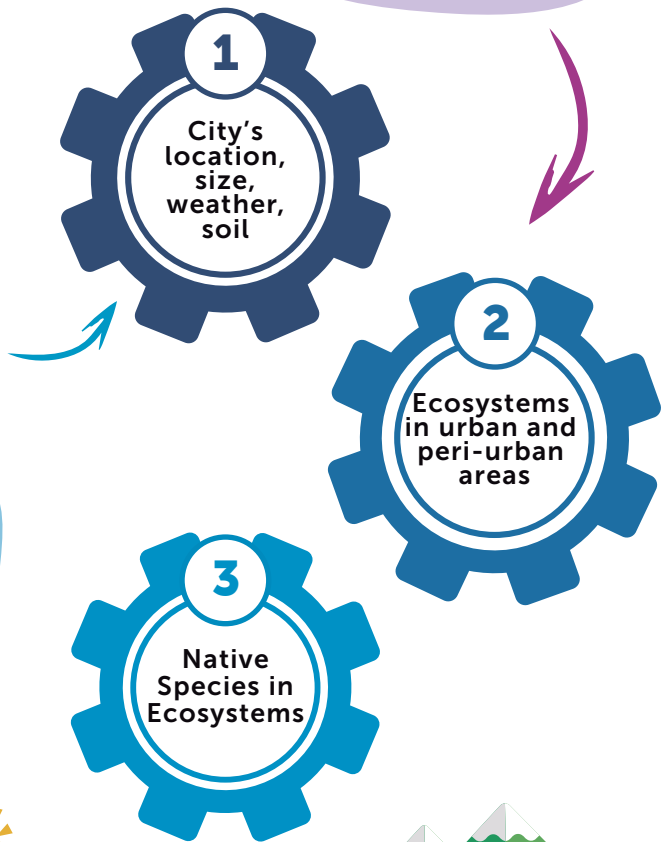 1
City's
location,
size,
weather,
soil
2
Ecosystems
in urban and
peri-urban
areas
3
Native
Species in
Ecosystems